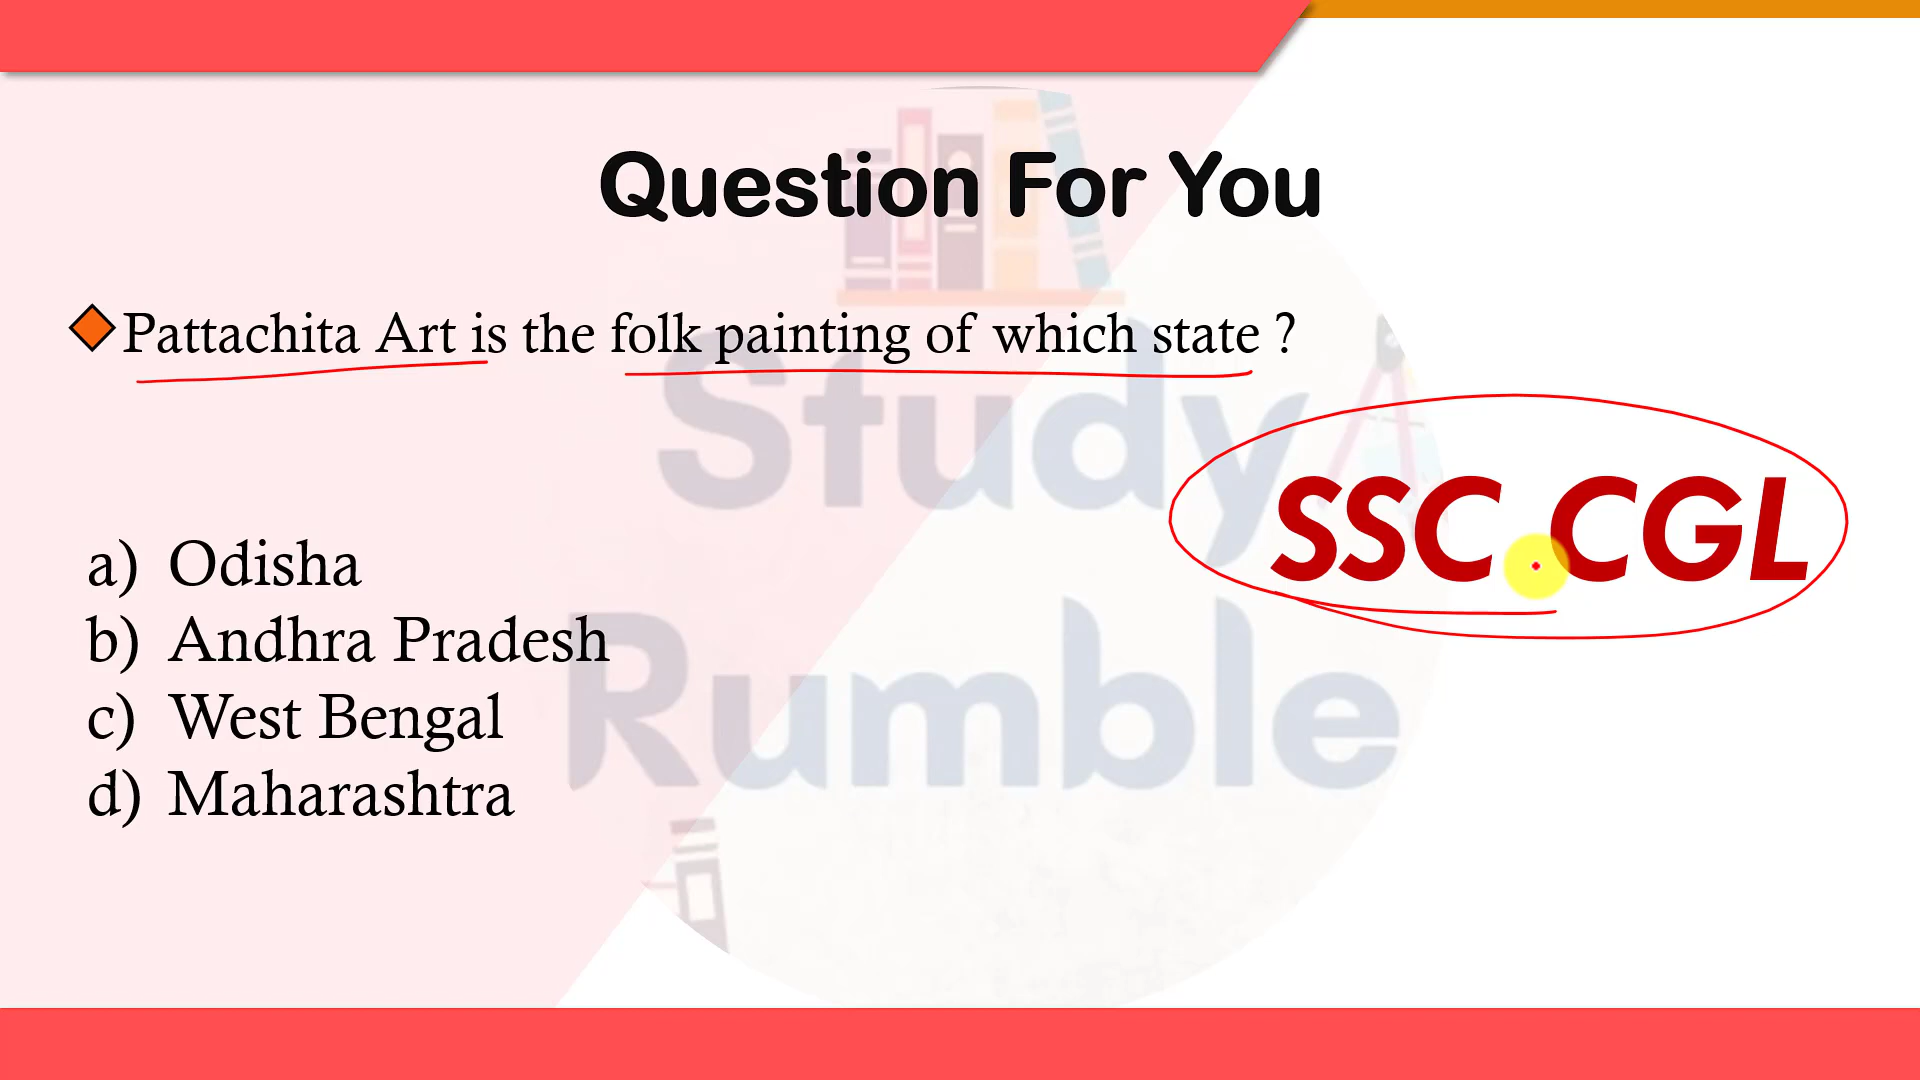 Question For You
Pattachita Art is the folk painting of which state ?
SSC CGL
a) Odisha
b) Andhra Pradesh
c) West Bengal
d) Maharashtra
Study
Rumble